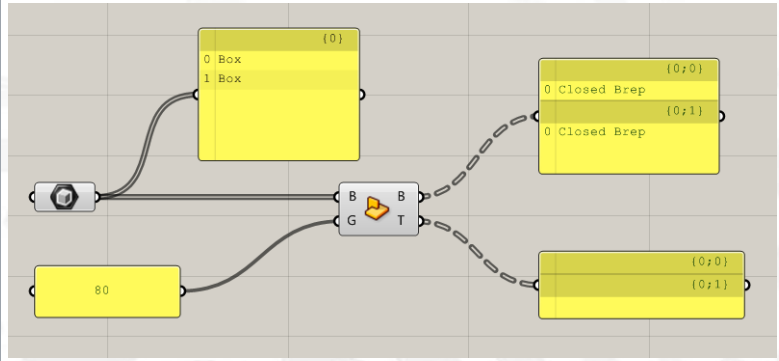 {0}
0 Box
1 Box
{0;0}
0 Closed Brep
{0;1}
0 Closed Brep
B B
G T
80
{0;0}
{0;1}